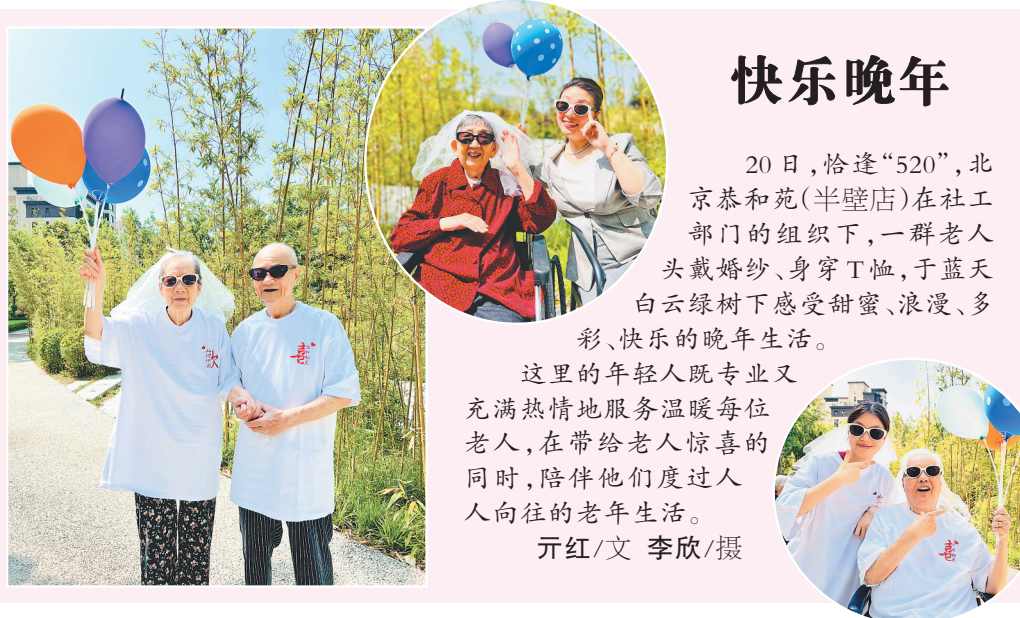 快乐晚年
20日，恰逢“520”，北
京恭和苑(半壁店)在社工
部门的组织下，一群老人
头戴婚纱、身穿T恤，于蓝天
白云绿树下感受甜蜜、浪漫、多
彩、快乐的晚年生活。
这里的年轻人既专业又
充满热情地服务温暖每位
老人，在带给老人惊喜的
同时，陪伴他们度过人
人向往的老年生活。
亓红/文 李欣/摄
欢
喜
喜